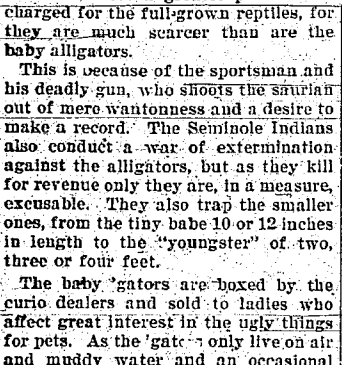 charged for the full-grown reptiles, for
they are much scarcer than are the
baby alligators.
This is because of the sportsman and
his deadly gun, who shoots the saurian
out of mere wantonness and a desire to
make a record. The Seminole Indians
also conduct a war of extermination
against the alligators, but as they kill
for revenue only they are, in a measure,
excusable. They also trap the smaller
ones, from the tiny babe 10 or 12 inches
in length to the "youngster" of two,
three or four feet.
The baby 'gators are boxed by the
curio dealers and sold to ladies who
affect great interest in the ugly things
for pets. As the only live on air
and muddy water and an occasional